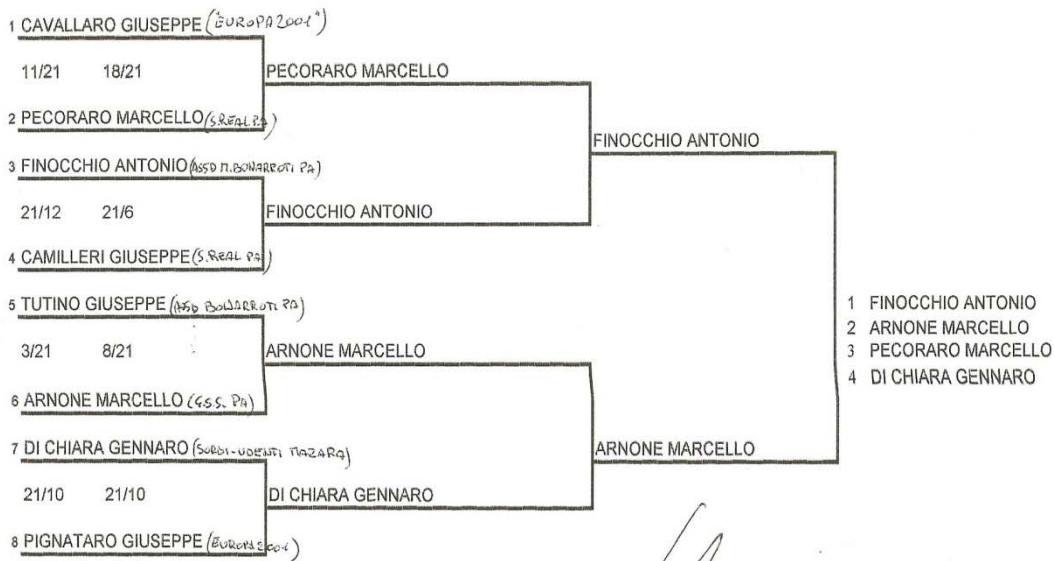 1 CAVALLARO GIUSEPPE ("EUROPA2001")
11/21 18/21
PECORARO MARCELLO
2 PECORARO MARCELLO (S.REAL PA)
FINOCCHIO ANTONIO
3 FINOCCHIO ANTONIO (ASSD M.BONARROTI PA)
21/12 21/6
FINOCCHIO ANTONIO
4 CAMILLERI GIUSEPPE (S.REAL PA)
5 TUTINO GIUSEPPE (ASD BONARROTI PA)
3/21 8/21
ARNONE MARCELLO
6 ARNONE MARCELLO (G.S.S. PA)
1 FINOCCHIO ANTONIO
2 ARNONE MARCELLO
3 PECORARO MARCELLO
4 DI CHIARA GENNARO
7 DI CHIARA GENNARO (SORDI-UDENTI MAZARA)
ARNONE MARCELLO
21/10 21/10
DI CHIARA GENNARO
8 PIGNATARO GIUSEPPE (EUROPA2001)